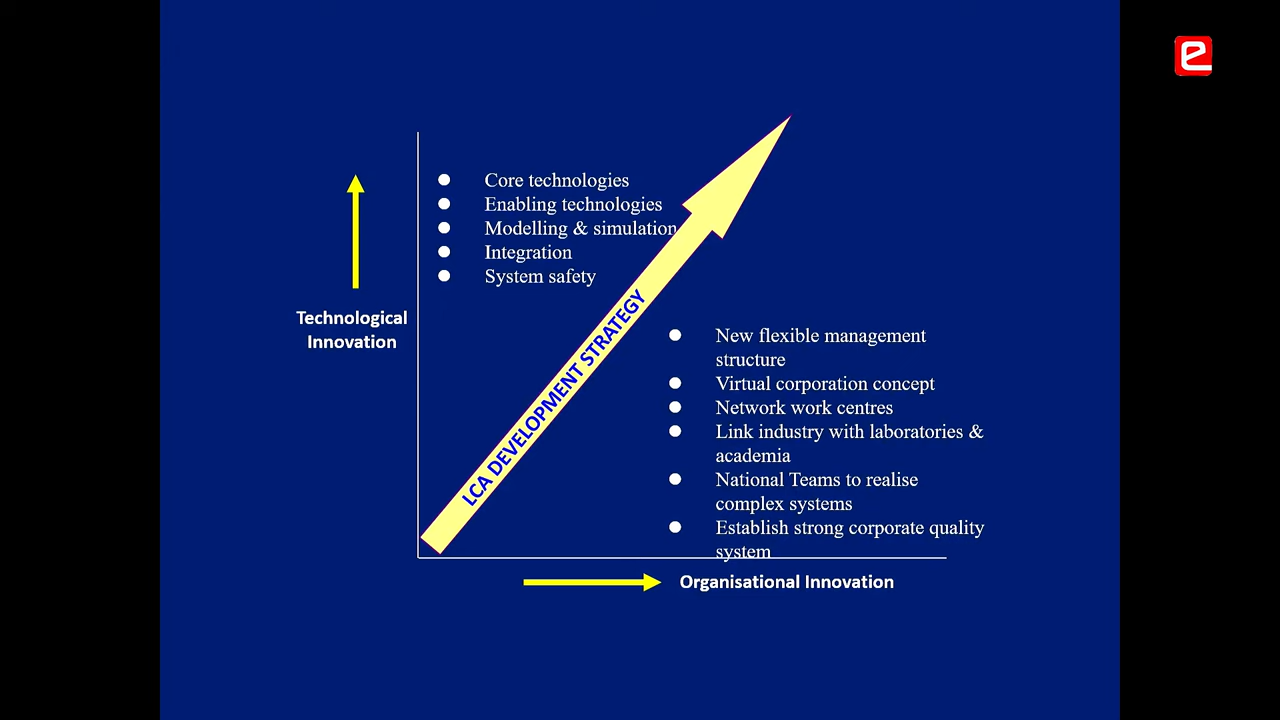 e
Core technologies
Enabling technologies
Modelling & simulation
Integration
System safety
Technological
Innovation
LCA DEVELOPMENT STRATEGY
New flexible management
structure
Virtual corporation concept
Network work centres
Link industry with laboratories &
academia
National Teams to realise
complex systems
Establish strong corporate quality
system
Organisational Innovation